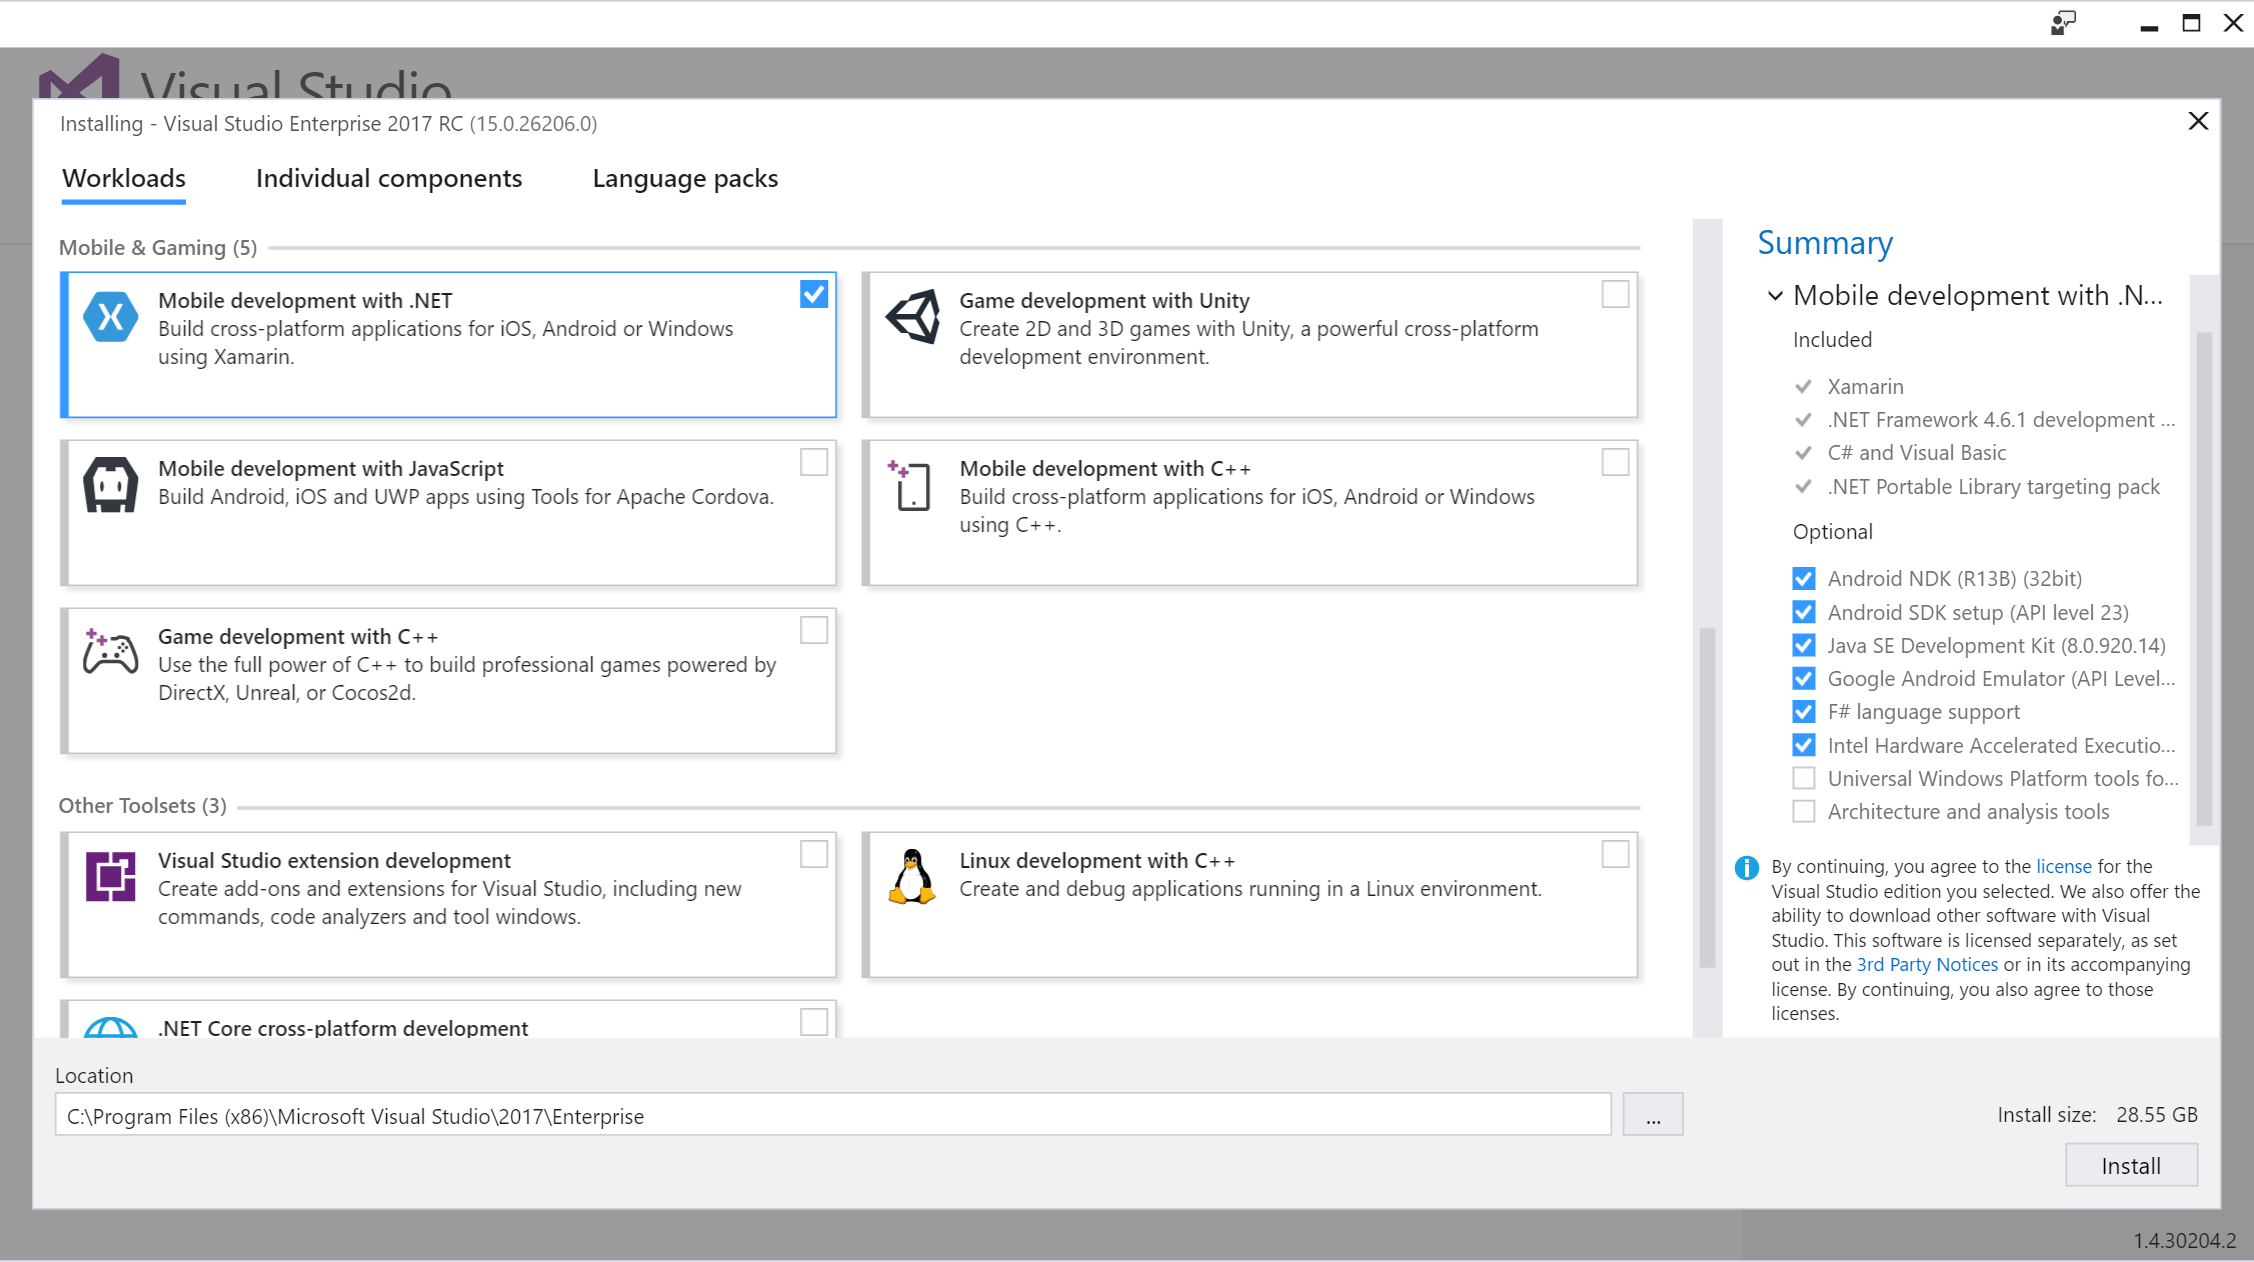 Visual Studio
Installing - Visual Studio Enterprise 2017 RC (15.0.26206.0)
Workloads
Individual components
Language packs
Mobile & Gaming (5)
Mobile development with .NET
Build cross-platform applications for iOS, Android or Windows
using Xamarin.
Game development with Unity
Create 2D and 3D games with Unity, a powerful cross-platform
development environment.
Mobile development with JavaScript
Build Android, iOS and UWP apps using Tools for Apache Cordova.
Mobile development with C++
Build cross-platform applications for iOS, Android or Windows
using C++.
Game development with C++
Use the full power of C++ to build professional games powered by
DirectX, Unreal, or Cocos2d.
Other Toolsets (3)
Visual Studio extension development
Create add-ons and extensions for Visual Studio, including new
commands, code analyzers and tool windows.
Linux development with C++
Create and debug applications running in a Linux environment.
.NET Core cross-platform development
Summary
Mobile development with .N...
Included
Xamarin
.NET Framework 4.6.1 development ...
C# and Visual Basic
.NET Portable Library targeting pack
Optional
Android NDK (R13B) (32bit)
Android SDK setup (API level 23)
Java SE Development Kit (8.0.920.14)
Google Android Emulator (API Level...
F# language support
Intel Hardware Accelerated Executio...
Universal Windows Platform tools fo...
Architecture and analysis tools
By continuing, you agree to the license for the
Visual Studio edition you selected. We also offer the
ability to download other software with Visual
Studio. This software is licensed separately, as set
out in the 3rd Party Notices or in its accompanying
license. By continuing, you also agree to those
licenses.
Location
C:\Program Files (x86)\Microsoft Visual Studio\2017\Enterprise
...
Install size: 28.55 GB
Install
1.4.30204.2